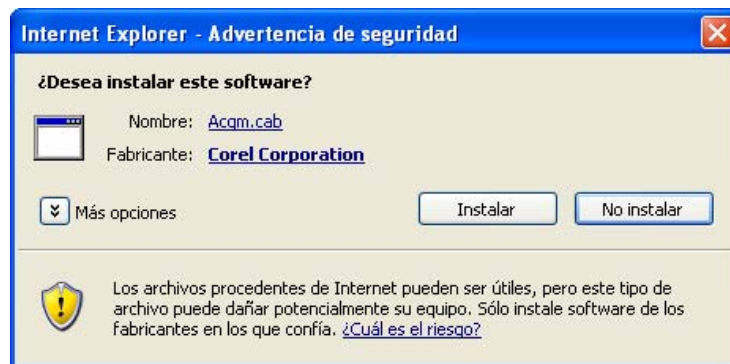 Internet Explorer - Advertencia de seguridad
¿Desea instalar este software?
Nombre: Acgm.cab
Fabricante: Corel Corporation
Más opciones
Instalar
No instalar
Los archivos procedentes de Internet pueden ser útiles, pero este tipo de
archivo puede dañar potencialmente su equipo. Sólo instale software de los
fabricantes en los que confía. ¿Cuál es el riesgo?